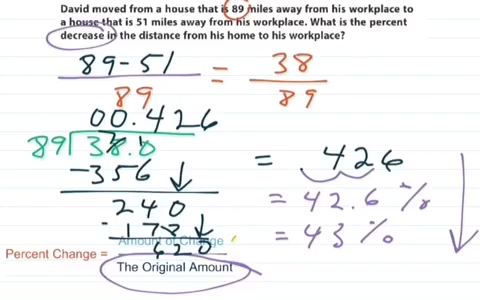 David moved from a house that is 89 miles away from his workplace to
a house that is 51 miles away from his workplace. What is the percent
decrease in the distance from his home to his workplace?
89-51 = 38
89 89
00.426
89 38.0
-356
240
- 178
620
= .426
= 42.6 %
= 43 %
Percent Change =
Amount of Change
The Original Amount